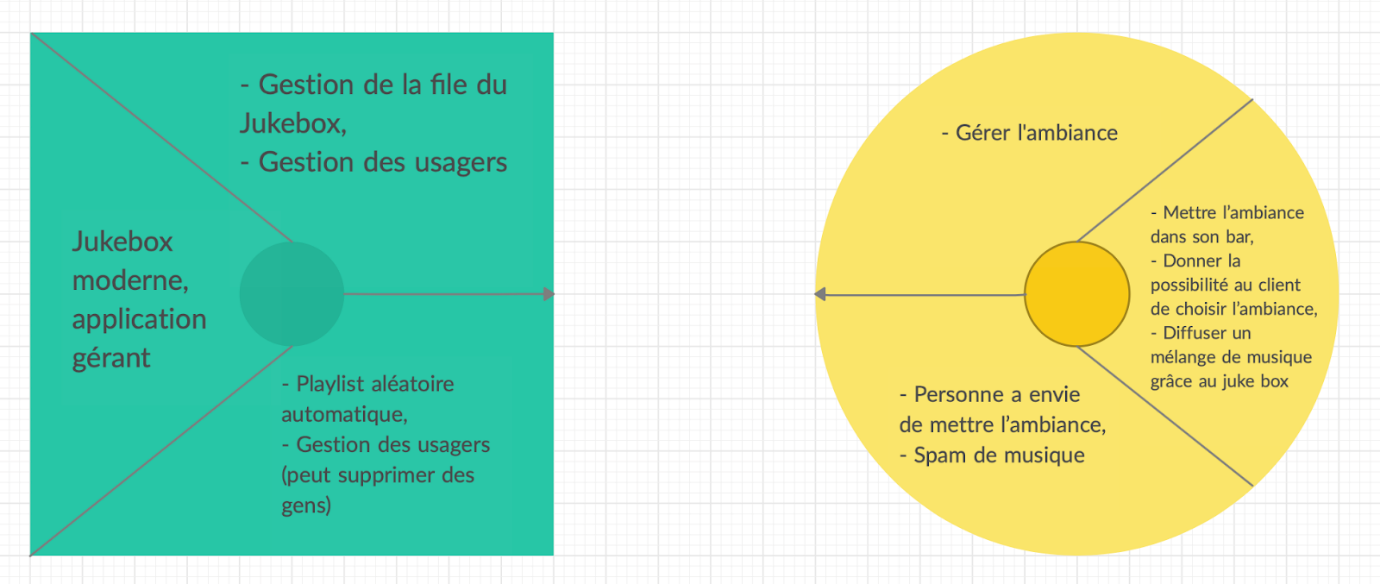 - Gestion de la file du
Jukebox,
- Gestion des usagers
Jukebox
moderne,
application
gérant
- Playlist aléatoire
automatique,
- Gestion des usagers
(peut supprimer des
gens)
- Gérer l'ambiance
- Mettre l’ambiance
dans son bar,
- Donner la
possibilité au client
de choisir l’ambiance,
- Diffuser un
mélange de musique
grâce au juke box
- Personne a envie
de mettre l’ambiance,
- Spam de musique